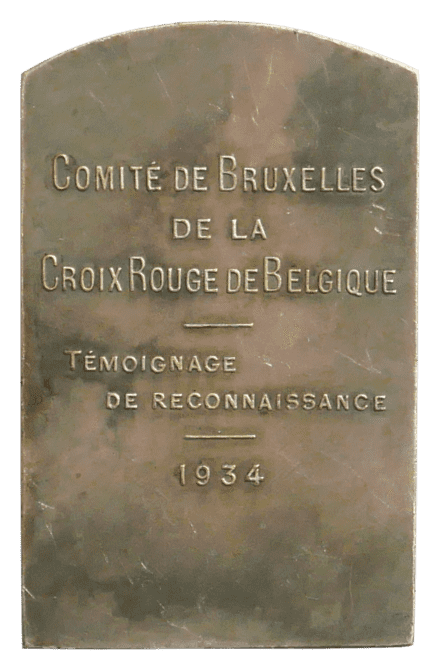 COMITÉ DE BRUXELLES
DE LA
CROIX ROUGE DE BELGIQUE
TÉMOIGNAGE
DE RECONNAISSANCE
1934